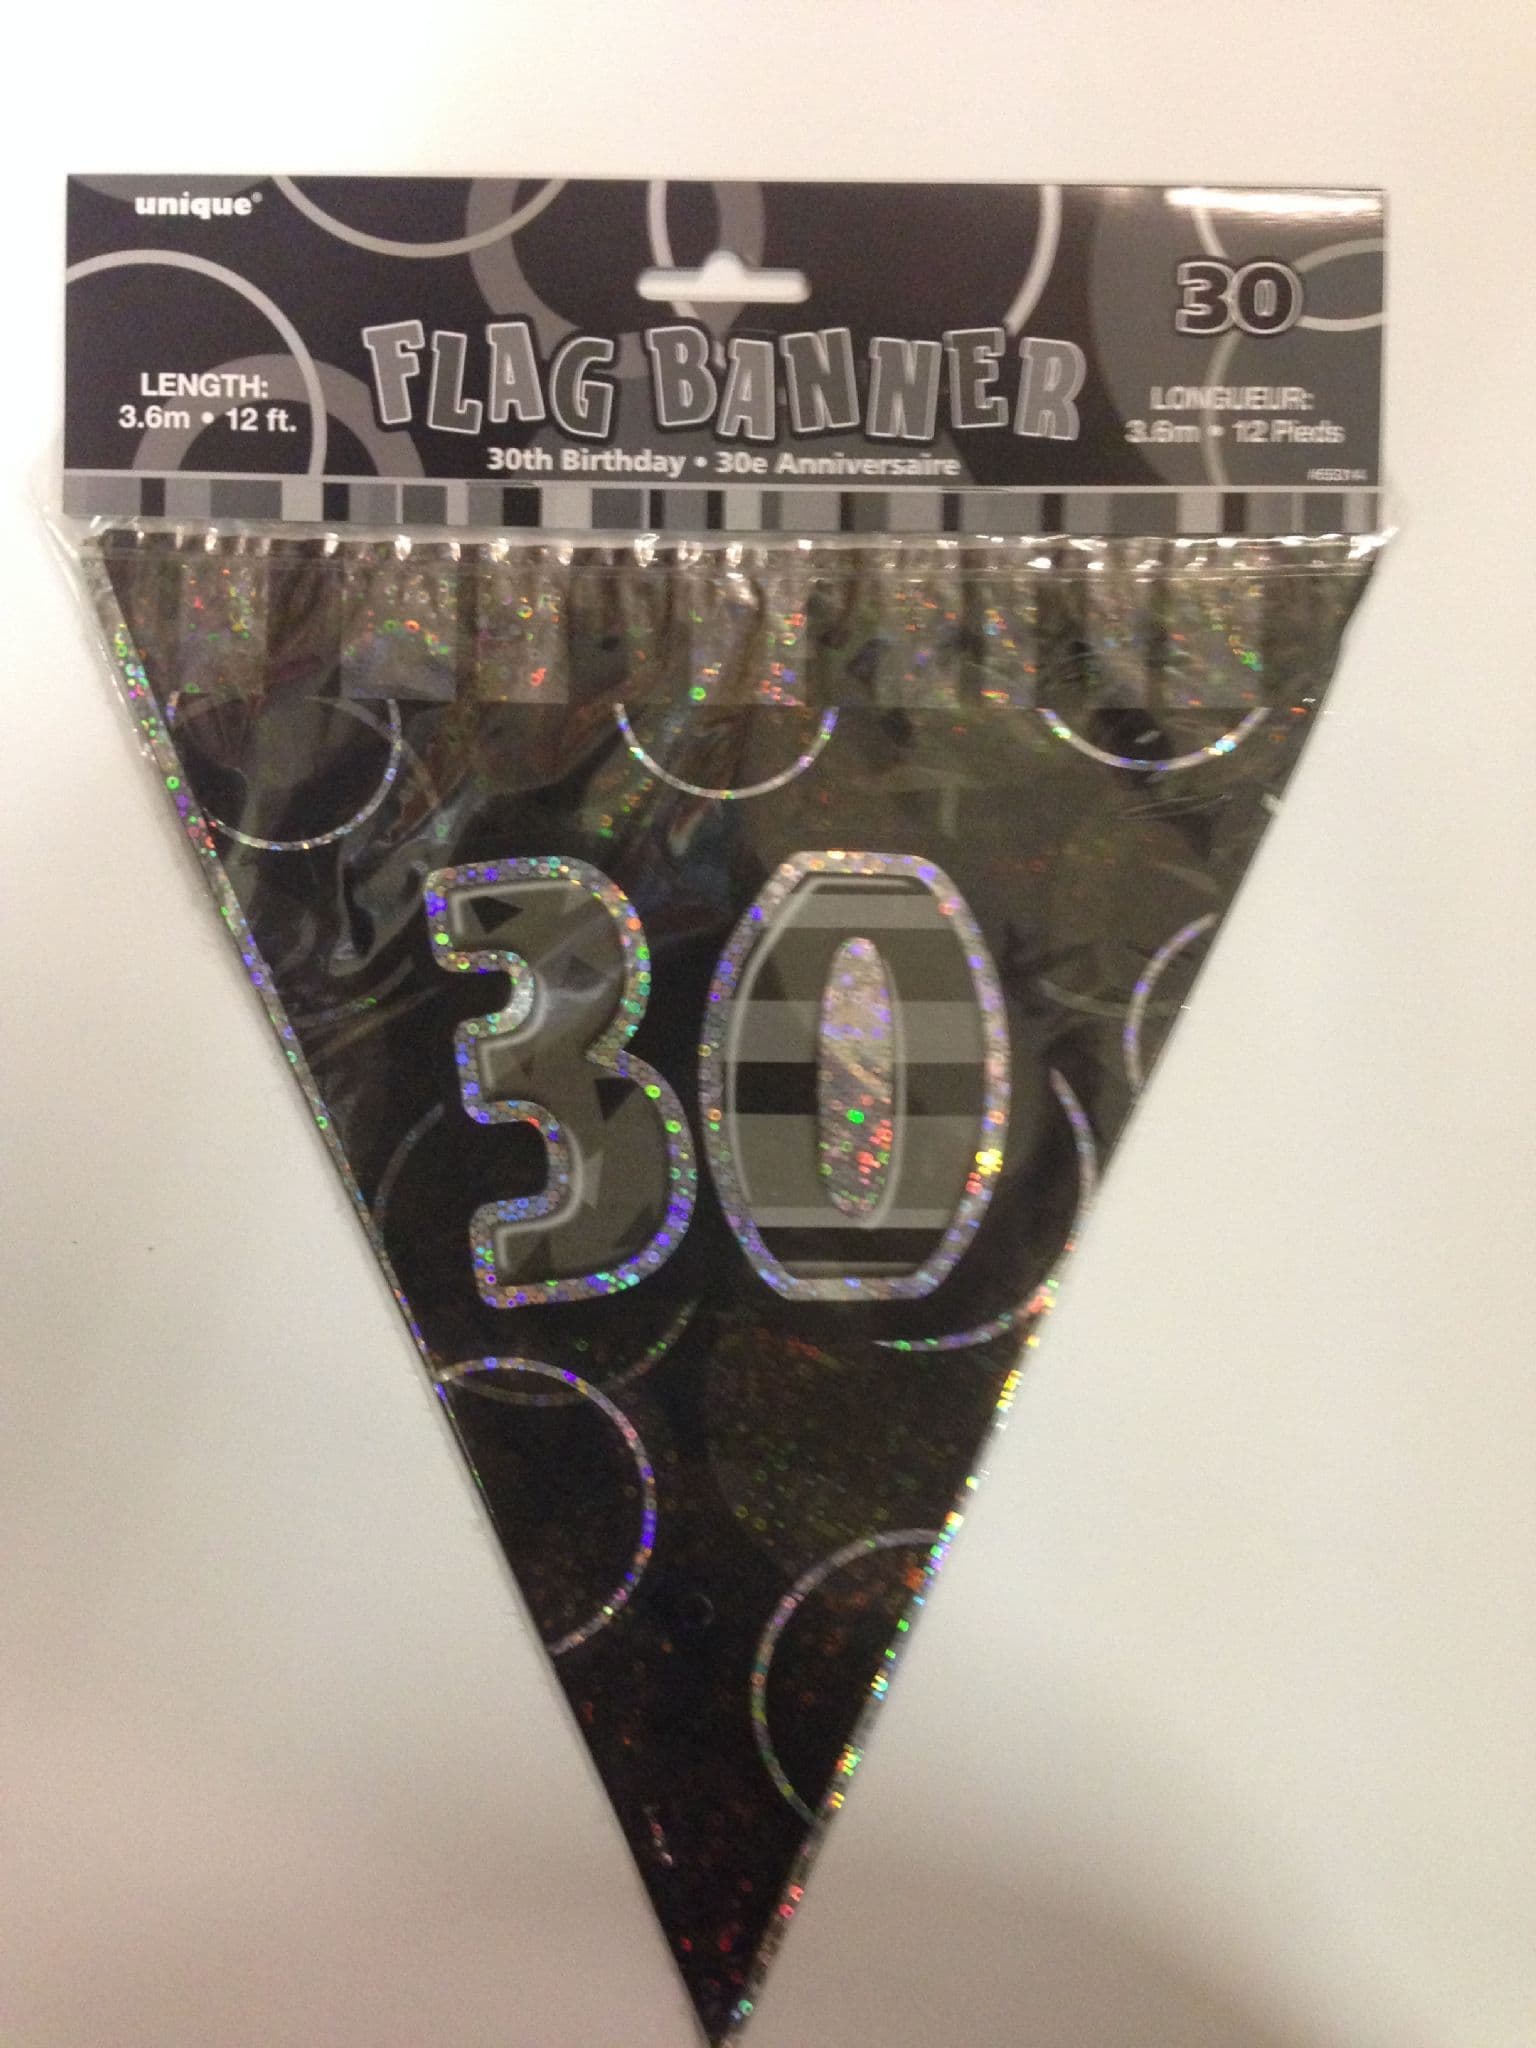 unique®
30
FLAG BANNER
LENGTH:
3.6m • 12 ft.
LONGUEUR:
3.6m • 12 Pieds
30th Birthday • 30e Anniversaire
30